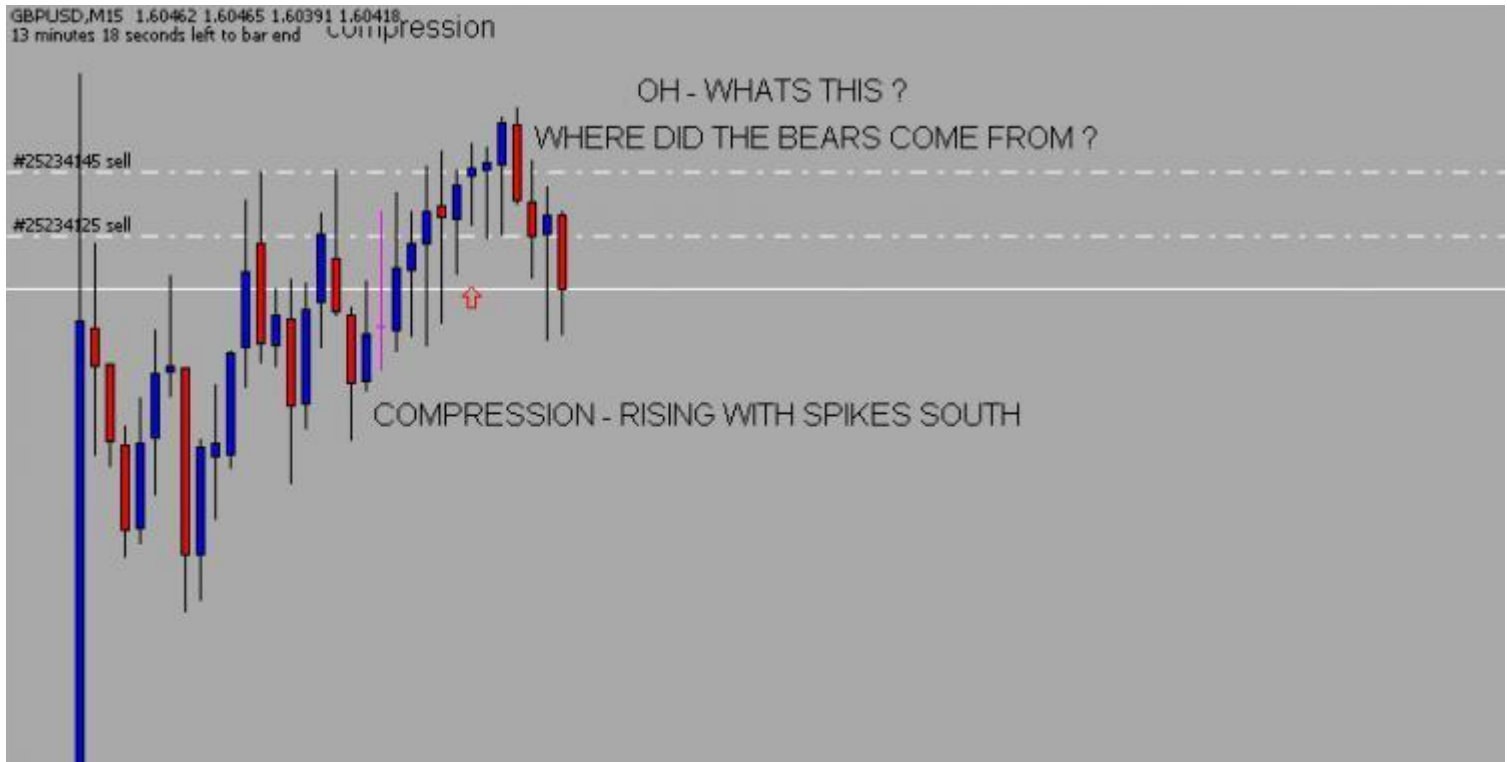 GBPUSD,M15 1.60462 1.60465 1.60391 1.60418
13 minutes 18 seconds left to bar end
compression
OH - WHATS THIS ?
WHERE DID THE BEARS COME FROM ?
#25234145 sell
#25234125 sell
COMPRESSION - RISING WITH SPIKES SOUTH